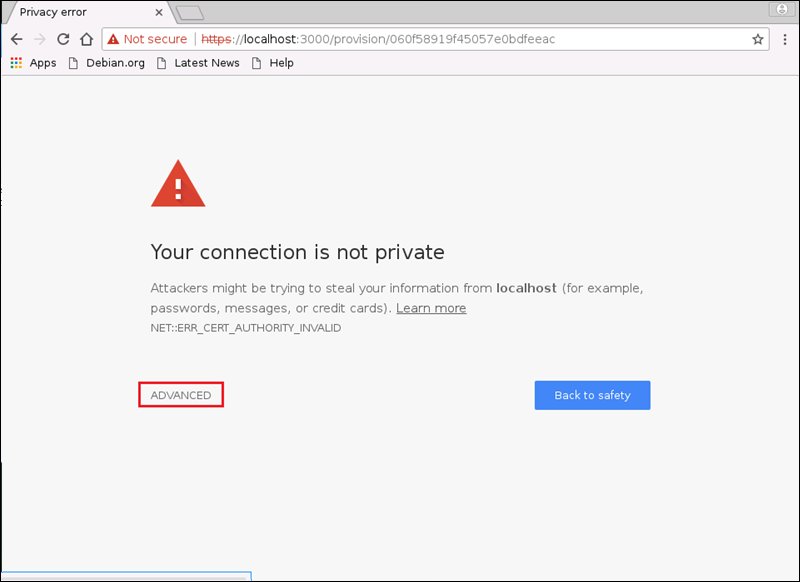 Privacy error
Not secure | https://localhost:3000/provision/060f58919f45057e0bdfeeac
Apps Debian.org Latest News Help
Your connection is not private
Attackers might be trying to steal your information from localhost (for example,
passwords, messages, or credit cards). Learn more
NET::ERR_CERT_AUTHORITY_INVALID
ADVANCED Back to safety